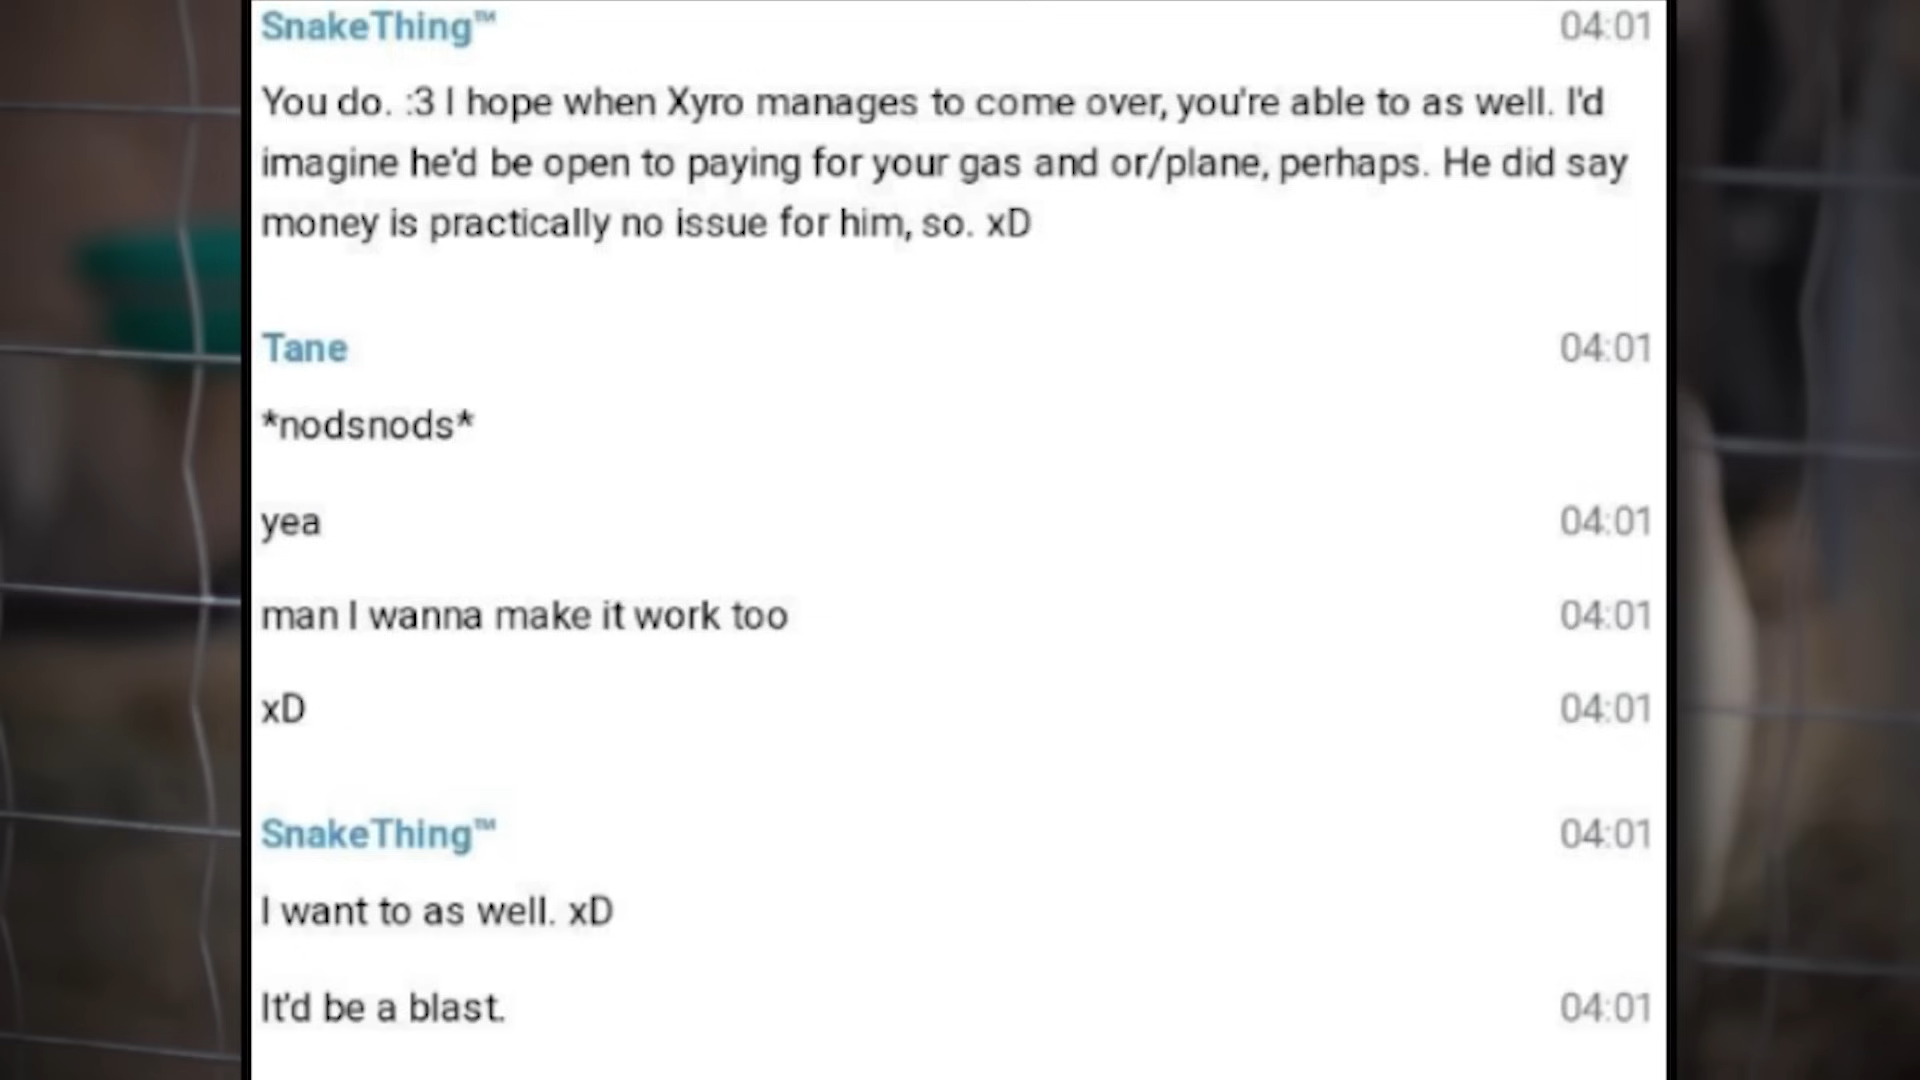 SnakeThing™ 04:01
You do. :3 I hope when Xyro manages to come over, you're able to as well. I'd
imagine he'd be open to paying for your gas and or/plane, perhaps. He did say
money is practically no issue for him, so. xD
Tane 04:01
*nodsnods*
yea 04:01
man I wanna make it work too 04:01
xD 04:01
SnakeThing™ 04:01
I want to as well. xD
It'd be a blast. 04:01